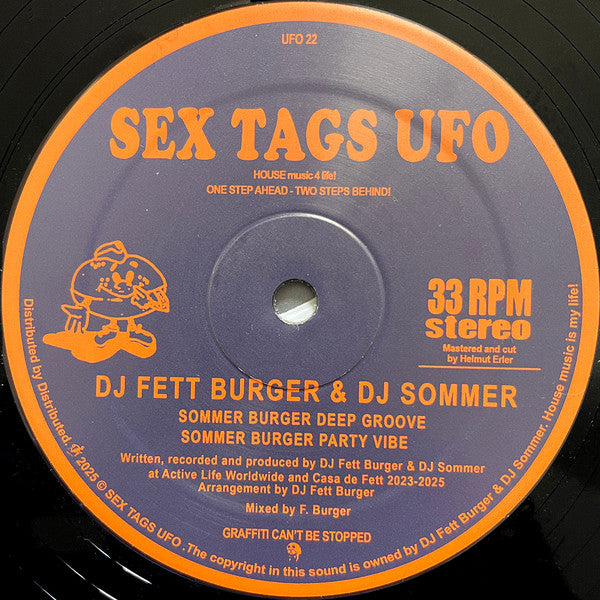 UFO 22
SEX TAGS UFO
HOUSE music 4 life!
ONE STEP AHEAD - TWO STEPS BEHIND!
33 RPM
stereo
Mastered and cut
by Helmut Erler
DJ FETT BURGER & DJ SOMMER
SOMMER BURGER DEEP GROOVE
SOMMER BURGER PARTY VIBE
Written, recorded and produced by DJ Fett Burger & DJ Sommer
at Active Life Worldwide and Casa de Fett 2023-2025
Arrangement by DJ Fett Burger
Mixed by F. Burger
GRAFFITI CAN'T BE STOPPED
Distributed by Distributed. ℗ 2025 © SEX TAGS UFO . The copyright in this sound is owned by DJ Fett Burger & DJ Sommer. House music is my life!